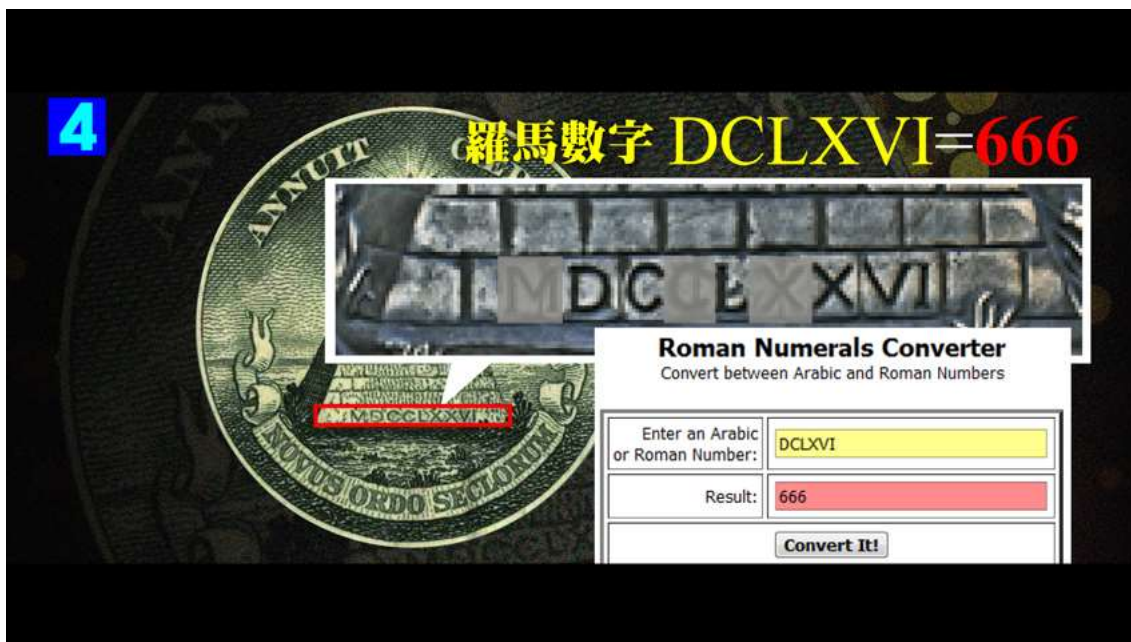 4
羅馬數字 DCLXVI=666
ANNUIT
MDCCLXXVI
Roman Numerals Converter
Convert between Arabic and Roman Numbers
Enter an Arabic
or Roman Number:
DCLXVI
Result:
666
Convert It!
MDCCLXXVI
NOVUS ORDO SECLORUM